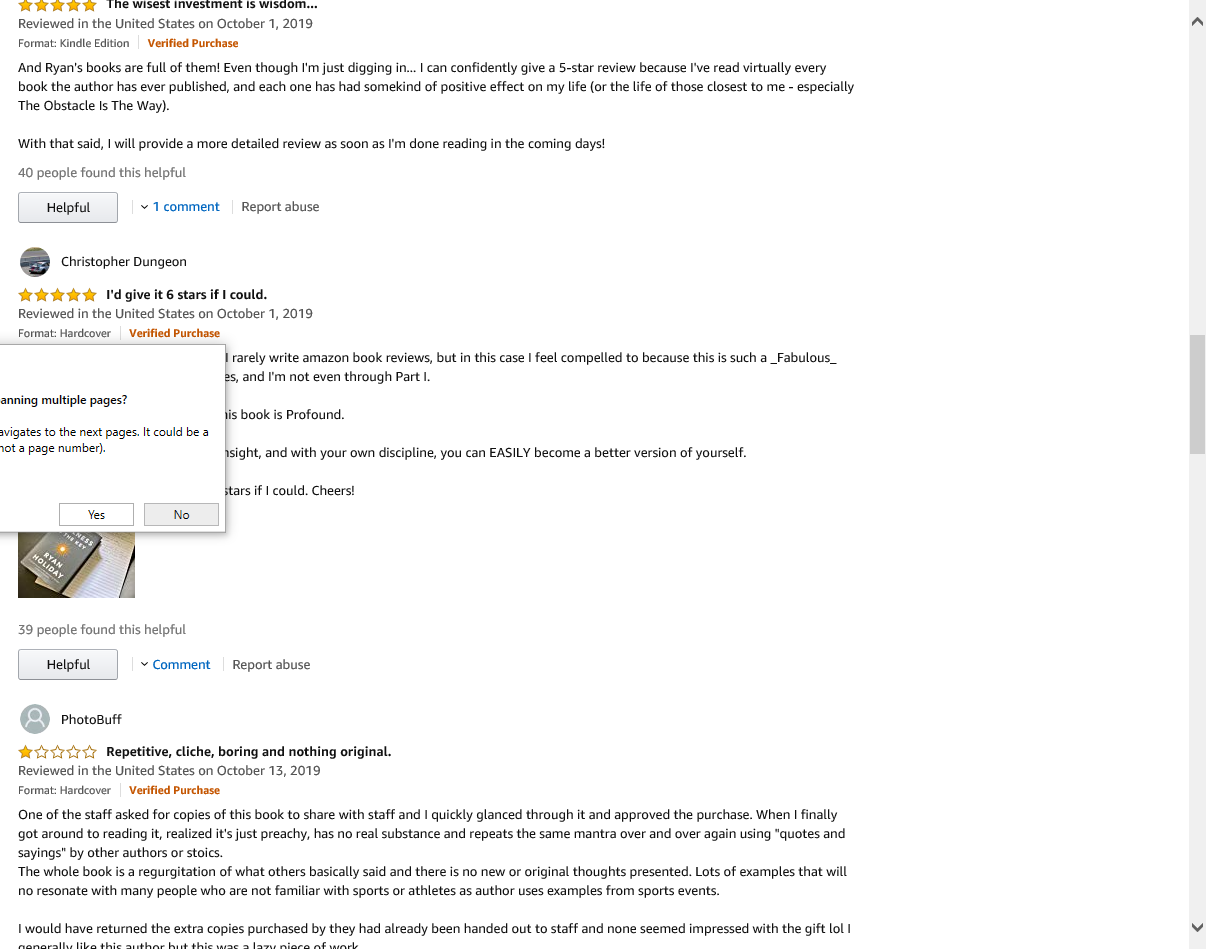 The wisest investment is wisdom...
Reviewed in the United States on October 1, 2019
Format: Kindle Edition Verified Purchase
And Ryan's books are full of them! Even though I'm just digging in... I can confidently give a 5-star review because I've read virtually every
book the author has ever published, and each one has had somekind of positive effect on my life (or the life of those closest to me - especially
The Obstacle Is The Way).
With that said, I will provide a more detailed review as soon as I'm done reading in the coming days!
40 people found this helpful
Helpful 1 comment Report abuse
Christopher Dungeon
I'd give it 6 stars if I could.
Reviewed in the United States on October 1, 2019
Format: Hardcover Verified Purchase
I rarely write amazon book reviews, but in this case I feel compelled to because this is such a _Fabulous_
es, and I'm not even through Part I.
anning multiple pages?
his book is Profound.
avigates to the next pages. It could be a
not a page number).
nsight, and with your own discipline, you can EASILY become a better version of yourself.
stars if I could. Cheers!
Yes No
THE KEY
RYAN
HOLIDAY
39 people found this helpful
Helpful Comment Report abuse
PhotoBuff
Repetitive, cliche, boring and nothing original.
Reviewed in the United States on October 13, 2019
Format: Hardcover Verified Purchase
One of the staff asked for copies of this book to share with staff and I quickly glanced through it and approved the purchase. When I finally
got around to reading it, realized it's just preachy, has no real substance and repeats the same mantra over and over again using "quotes and
sayings" by other authors or stoics.
The whole book is a regurgitation of what others basically said and there is no new or original thoughts presented. Lots of examples that will
no resonate with many people who are not familiar with sports or athletes as author uses examples from sports events.
I would have returned the extra copies purchased by they had already been handed out to staff and none seemed impressed with the gift lol I
generally like this author but this was a lazy piece of work